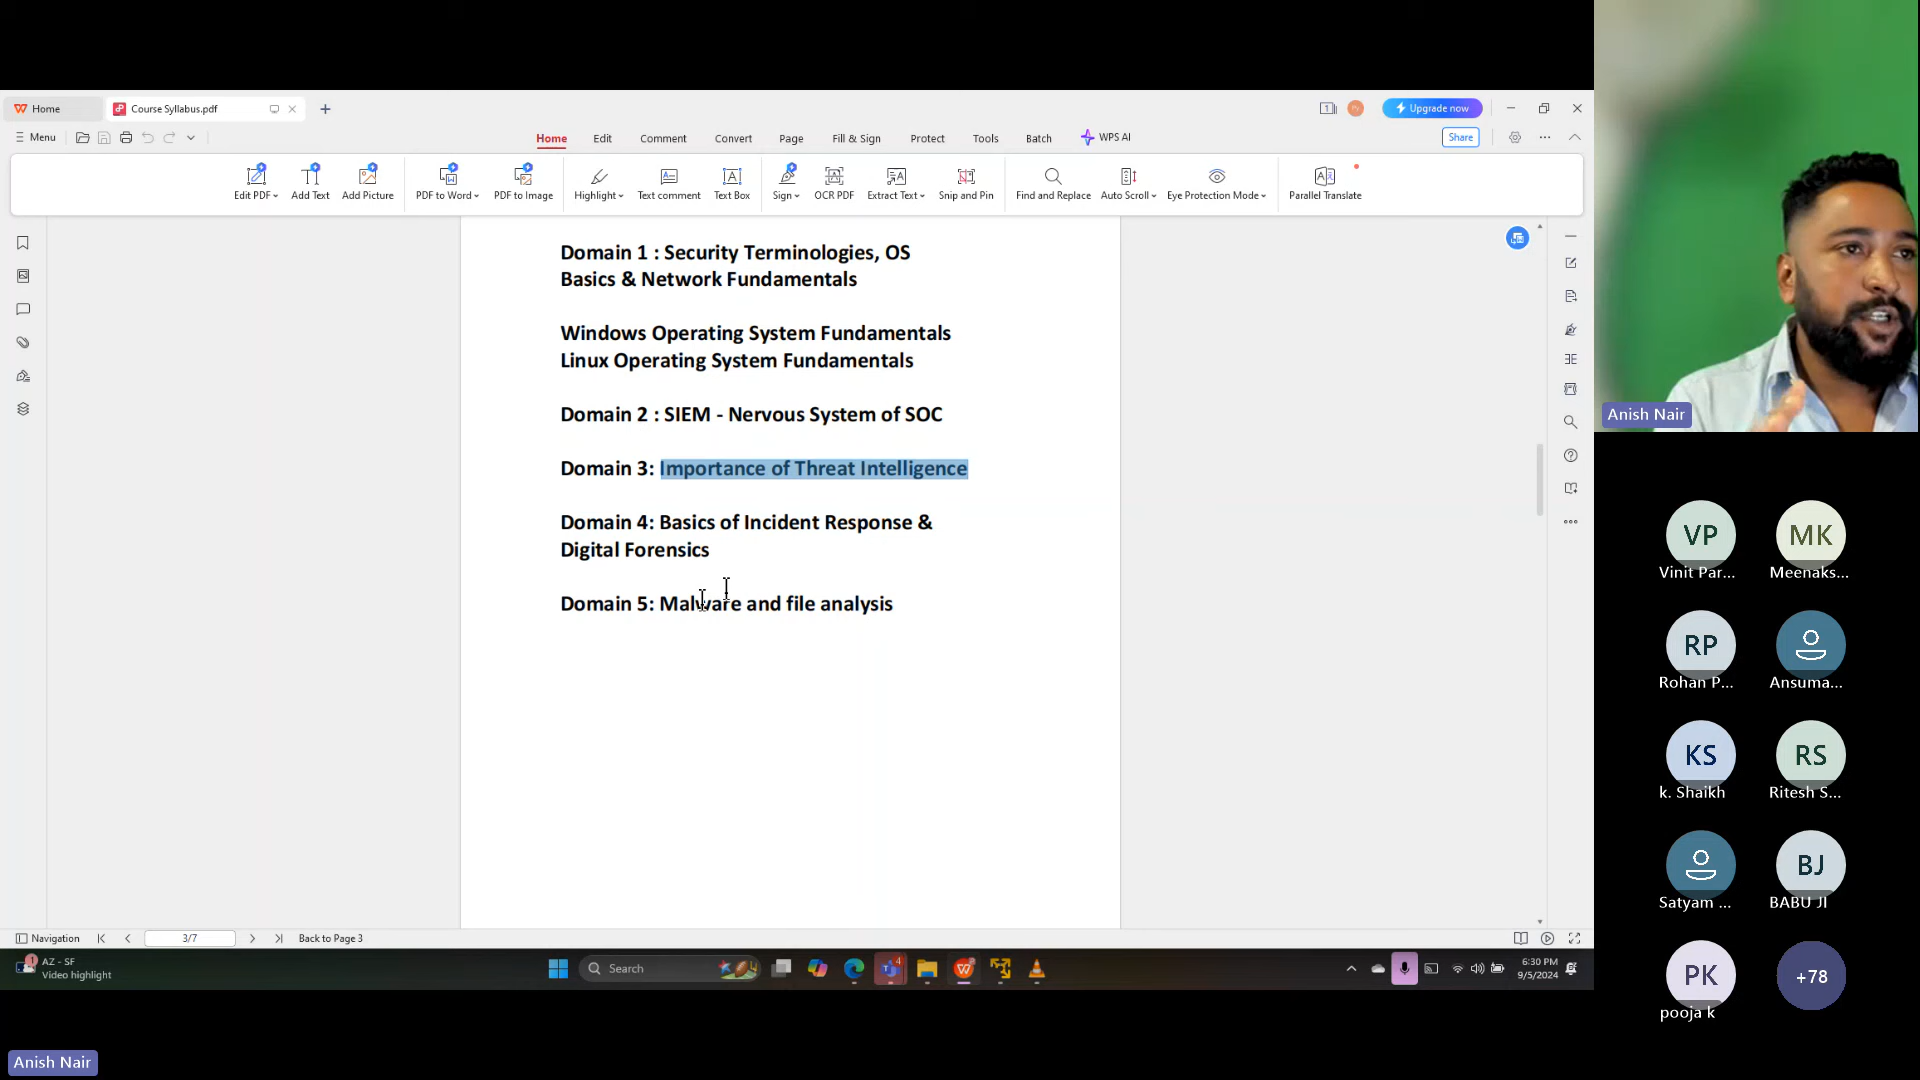 Home
Course Syllabus.pdf
Upgrade now
Menu
Home
Edit
Comment
Convert
Page
Fill & Sign
Protect
Tools
Batch
WPS AI
Share
Edit PDF
Add Text
Add Picture
PDF to Word
PDF to Image
Highlight
Text comment
Text Box
Sign
OCR PDF
Extract Text
Snip and Pin
Find and Replace
Auto Scroll
Eye Protection Mode
Parallel Translate
Domain 1 : Security Terminologies, OS
Basics & Network Fundamentals
Windows Operating System Fundamentals
Linux Operating System Fundamentals
Domain 2 : SIEM - Nervous System of SOC
Domain 3: Importance of Threat Intelligence
Domain 4: Basics of Incident Response &
Digital Forensics
Domain 5: Malware and file analysis
Navigation
3/7
Back to Page 3
1
AZ - SF
Video highlight
Search
4
6:30 PM
9/5/2024
Anish Nair
VP
Vinit Par...
MK
Meenaks...
RP
Rohan P...
Ansuma...
KS
k. Shaikh
RS
Ritesh S...
Satyam ...
BJ
BABU JI
PK
pooja k
+78
Anish Nair